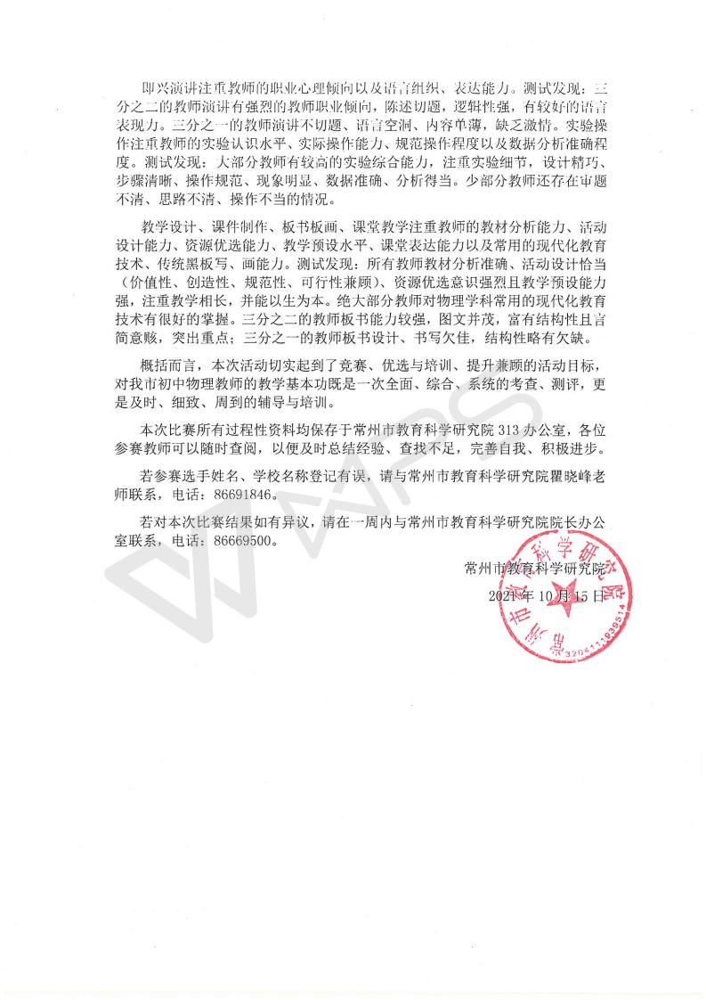 即兴演讲注重教师的职业心理倾向以及语言组织、表达能力。测试发现：三
分之二的教师演讲有强烈的教师职业倾向，陈述切题，逻辑性强，有较好的语言
表现力。三分之一的教师演讲不切题、语言空洞、内容单薄，缺乏激情。实验操
作注重教师的实验认识水平、实际操作能力、规范操作程度以及数据分析准确程
度。测试发现：大部分教师有较高的实验综合能力，注重实验细节，设计精巧、
步骤清晰、操作规范、现象明显、数据准确、分析得当。少部分教师还存在审题
不清、思路不清、操作不当的情况。
教学设计、课件制作、板书板画、课堂教学注重教师的教材分析能力、活动
设计能力、资源优选能力、教学预设水平、课堂表达能力以及常用的现代化教育
技术、传统黑板写、画能力。测试发现：所有教师教材分析准确、活动设计恰当
（价值性、创造性、规范性、可行性兼顾）、资源优选意识强烈且教学预设能力
强，注重教学相长，并能以生为本。绝大部分教师对物理学科常用的现代化教育
技术有很好的掌握。三分之二的教师板书能力较强，图文并茂，富有结构性且言
简意赅，突出重点；三分之一的教师板书设计、书写欠佳，结构性略有欠缺。
概括而言，本次活动切实起到了竞赛、优选与培训、提升兼顾的活动目标，
对我市初中物理教师的教学基本功既是一次全面、综合、系统的考查、测评，更
是及时、细致、周到的辅导与培训。
本次比赛所有过程性资料均保存于常州市教育科学研究院 313 办公室，各位
参赛教师可以随时查阅，以便及时总结经验、查找不足，完善自我、积极进步。
若参赛选手姓名、学校名称登记有误，请与常州市教育科学研究院瞿晓峰老
师联系，电话：86691846。
若对本次比赛结果如有异议，请在一周内与常州市教育科学研究院院长办公
室联系，电话：86669500。
常州市教育科学研究院
2021 年 10 月 15 日
常州市教育科学研究院
3204111939514
WPS